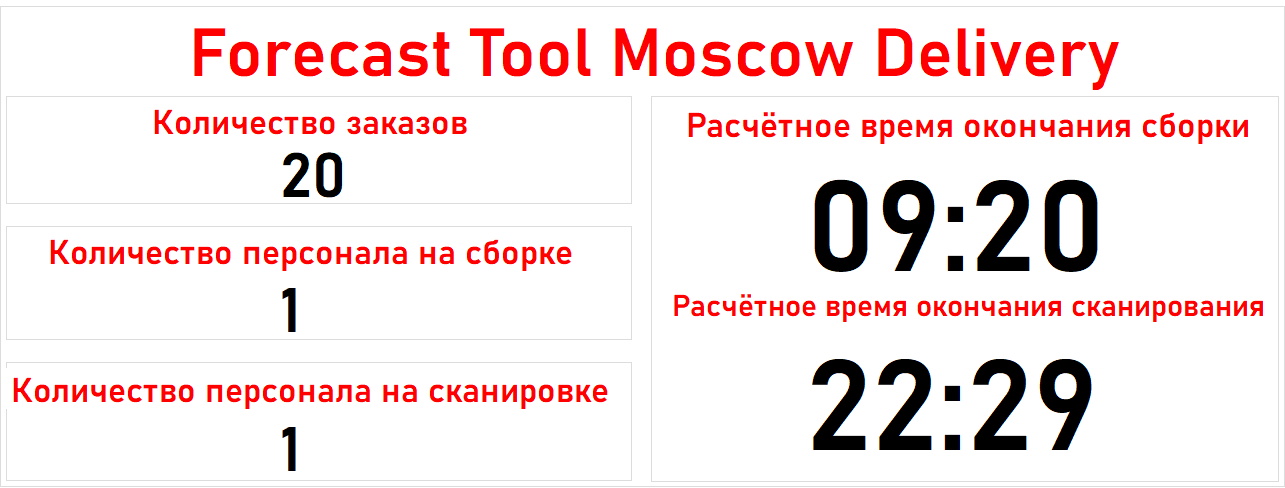 Forecast Tool Moscow Delivery
Количество заказов
20
Количество персонала на сборке
1
Количество персонала на сканировке
1
Расчётное время окончания сборки
09:20
Расчётное время окончания сканирования
22:29